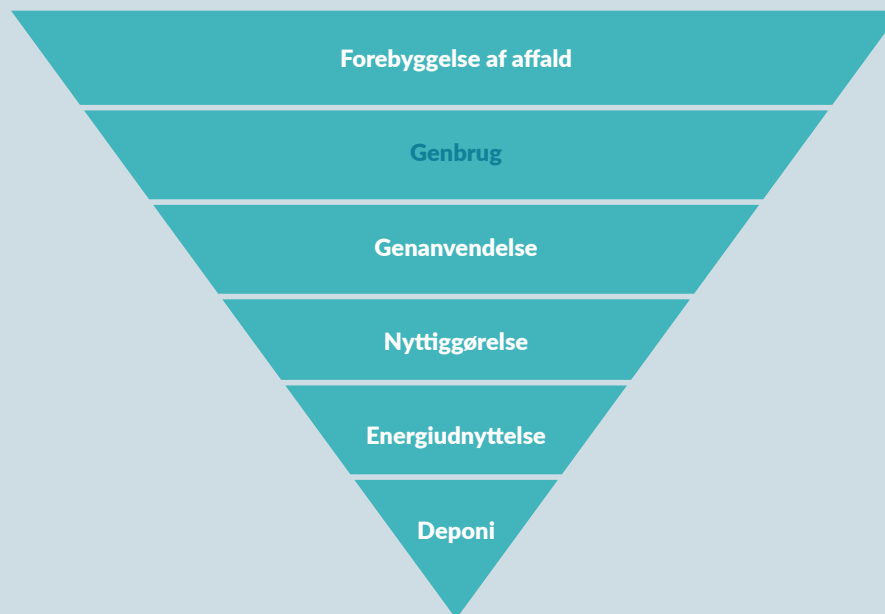 Forebyggelse af affald
Genbrug
Genanvendelse
Nyttiggørelse
Energiudnyttelse
Deponi